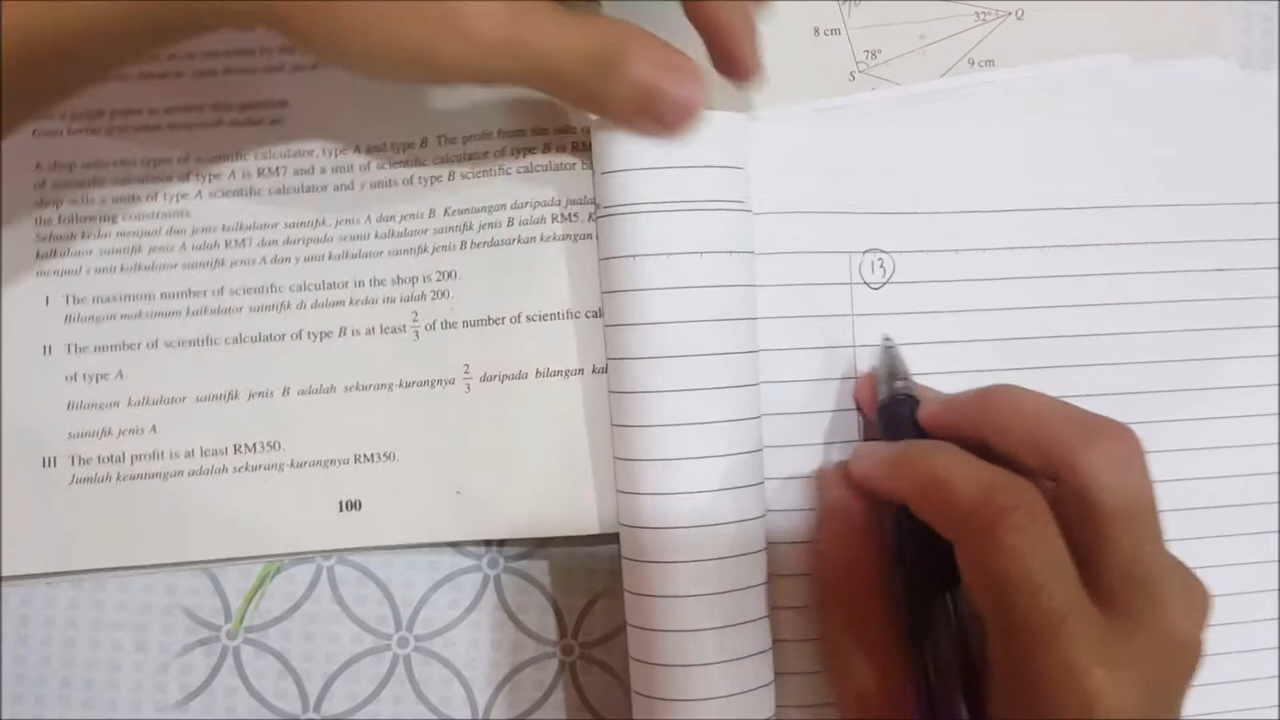 A shop sells two types of scientific calculator, type A and type B. The profit from the sale
of scientific calculator of type A is RM7 and a unit of scientific calculator of type B is RM
shop sells x units of type A scientific calculator and y units of type B scientific calculator
the following constraints
Sebuah kedai menjual dua jenis kalkulator saintifik, jenis A dan jenis B. Keuntungan daripada
kalkulator saintifik jenis A ialah RM7 dan daripada seunit kalkulator saintifik jenis B ialah RM5.
menjual x unit kalkulator saintifik jenis A dan y unit kalkulator saintifik jenis B berdasarkan kekangan
I The maximum number of scientific calculator in the shop is 200.
Bilangan maksimum kalkulator saintifik di dalam kedai itu ialah 200.
II The number of scientific calculator of type B is at least 2/3 of the number of scientific cal
of type A.
Bilangan kalkulator saintifik jenis B adalah sekurang-kurangnya 2/3 daripada bilangan
saintifik jenis A.
III The total profit is at least RM350.
Jumlah keuntungan adalah sekurang-kurangnya RM350.
100
8 cm
78°
S
32°
Q
9 cm
13